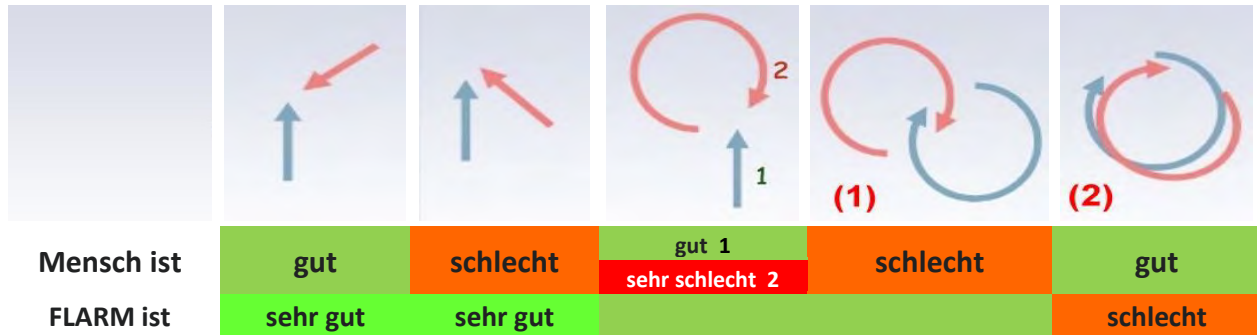 2
1
(1)
(2)
Mensch ist gut schlecht gut 1 schlecht gut
sehr schlecht 2
FLARM ist sehr gut sehr gut schlecht